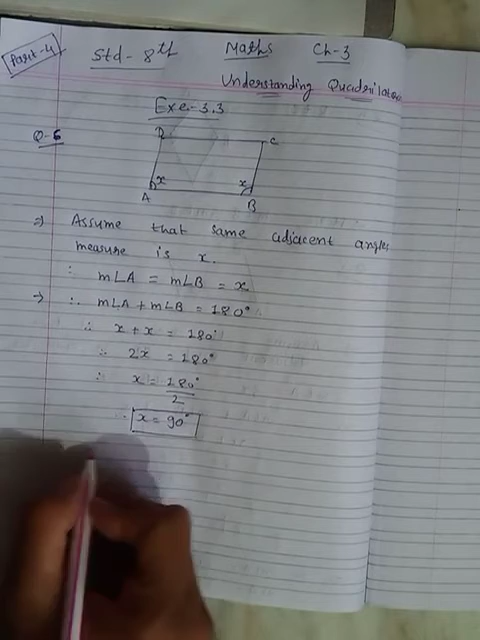 Part-4
Std- 8th Maths Ch-3
Understanding Quadrilater
Exe-3.3
Q-6
D C
x x
A B
⇒ Assume that same adjacent angles
measure is x.
∴ m∠A = m∠B = x
⇒ ∴ m∠A + m∠B = 180°
∴ x + x = 180°
∴ 2x = 180°
∴ x = 180°
2
∴ x = 90°